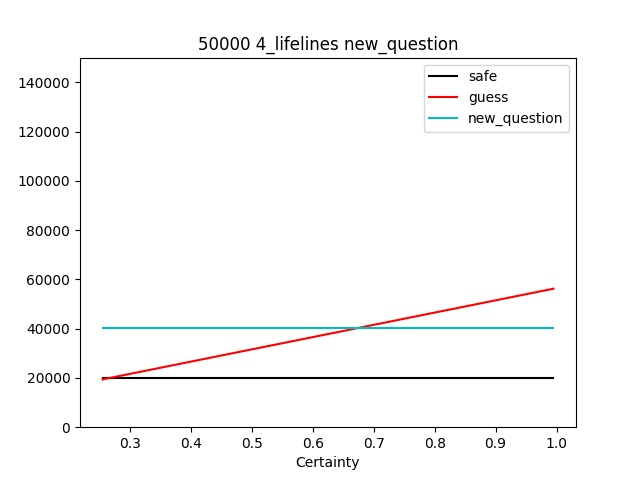 50000 4_lifelines new_question
safe
guess
new_question
140000
120000
100000
80000
60000
40000
20000
0
0.3 0.4 0.5 0.6 0.7 0.8 0.9 1.0
Certainty